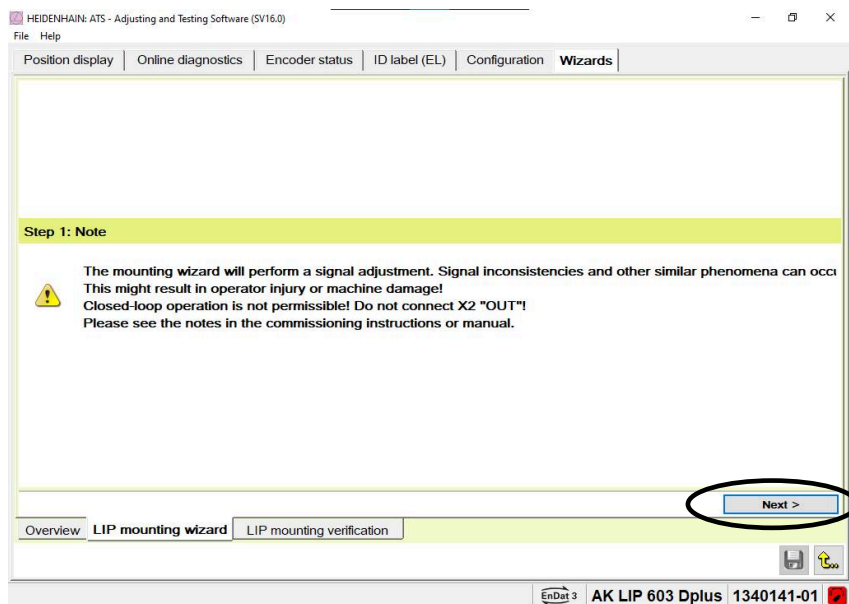 HEIDENHAIN: ATS - Adjusting and Testing Software (SV16.0)
File Help
Position display Online diagnostics Encoder status ID label (EL) Configuration Wizards
Step 1: Note
The mounting wizard will perform a signal adjustment. Signal inconsistencies and other similar phenomena can occu
This might result in operator injury or machine damage!
Closed-loop operation is not permissible! Do not connect X2 "OUT"!
Please see the notes in the commissioning instructions or manual.
Next >
Overview LIP mounting wizard LIP mounting verification
EnDat 3 AK LIP 603 Dplus 1340141-01